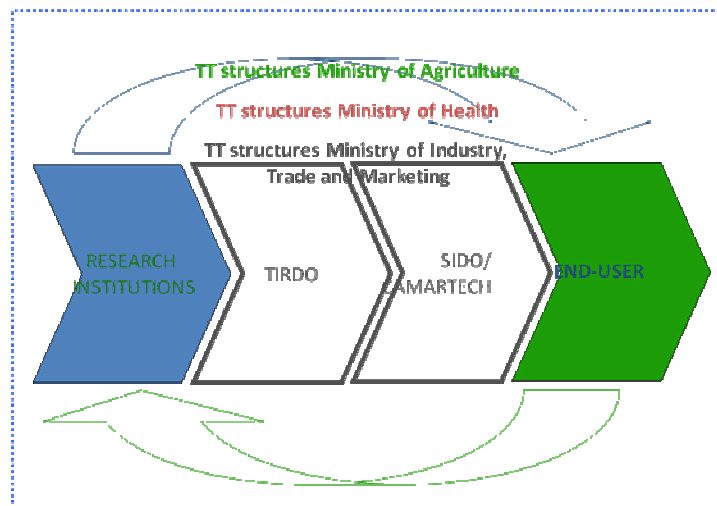 TT structures Ministry of Agriculture
TT structures Ministry of Health
TT structures Ministry of Industry,
Trade and Marketing
RESEARCH
INSTITUTIONS
TIRDO
SIDO/
CAMARTECH
END-USER